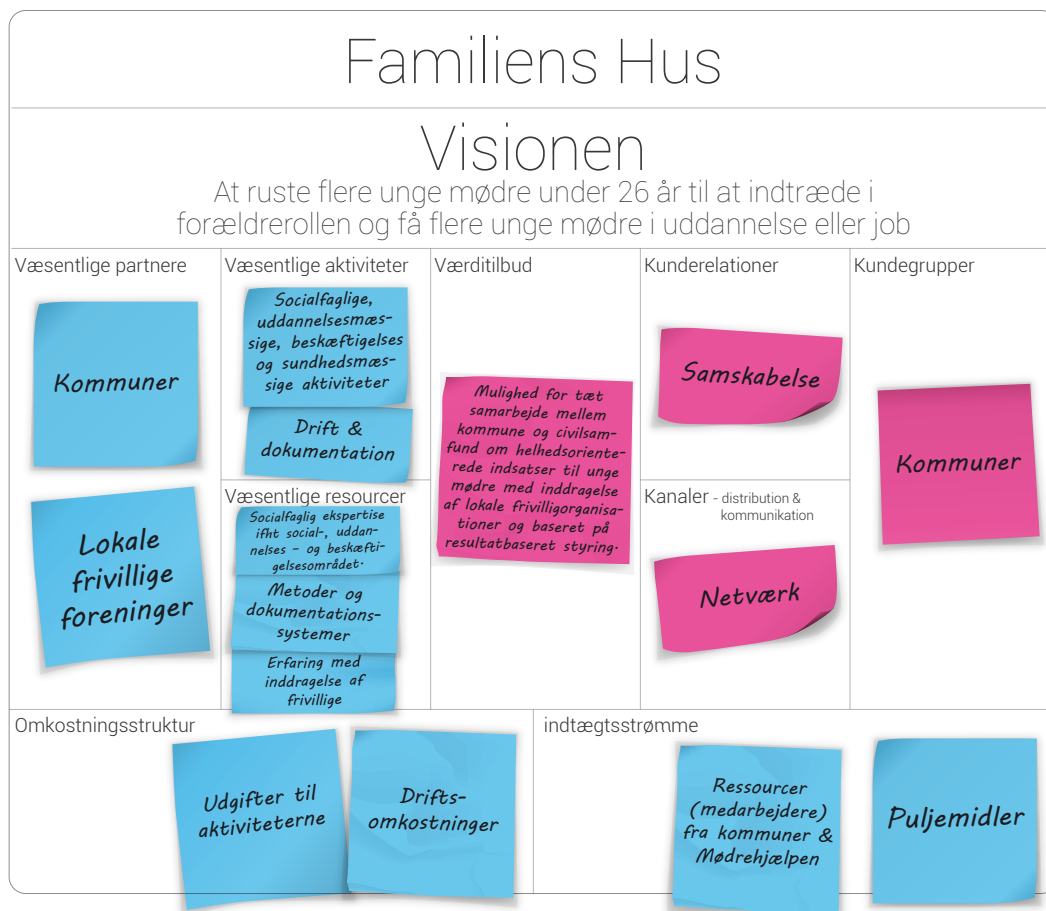 Familiens Hus
Visionen
At ruste flere unge mødre under 26 år til at indtræde i
forældrerollen og få flere unge mødre i uddannelse eller job
Væsentlige partnere
Kommuner
Lokale
frivillige
foreninger
Væsentlige aktiviteter
Socialfaglige,
uddannelsesmæs-
sige, beskæftigelses
og sundhedsmæs-
sige aktiviteter
Drift &
dokumentation
Væsentlige resourcer
Socialfaglig ekspertise
ifht social-, uddan-
nelses - og beskæfti-
gelsesområdet.
Metoder og
dokumentations-
systemer
Erfaring med
inddragelse af
frivillige
Værditilbud
Mulighed for tæt
samarbejde mellem
kommune og civilsam-
fund om helhedsoriente-
rede indsatser til unge
mødre med inddragelse
af lokale frivilligorganisa-
tioner og baseret på
resultatbaseret styring.
Kunderelationer
Samskabelse
Kanaler - distribution &
kommunikation
Netværk
Kundegrupper
Kommuner
Omkostningsstruktur
Udgifter til
aktiviteterne
Drifts-
omkostninger
indtægtsstrømme
Ressourcer
(medarbejdere)
fra kommuner &
Mødrehjælpen
Puljemidler